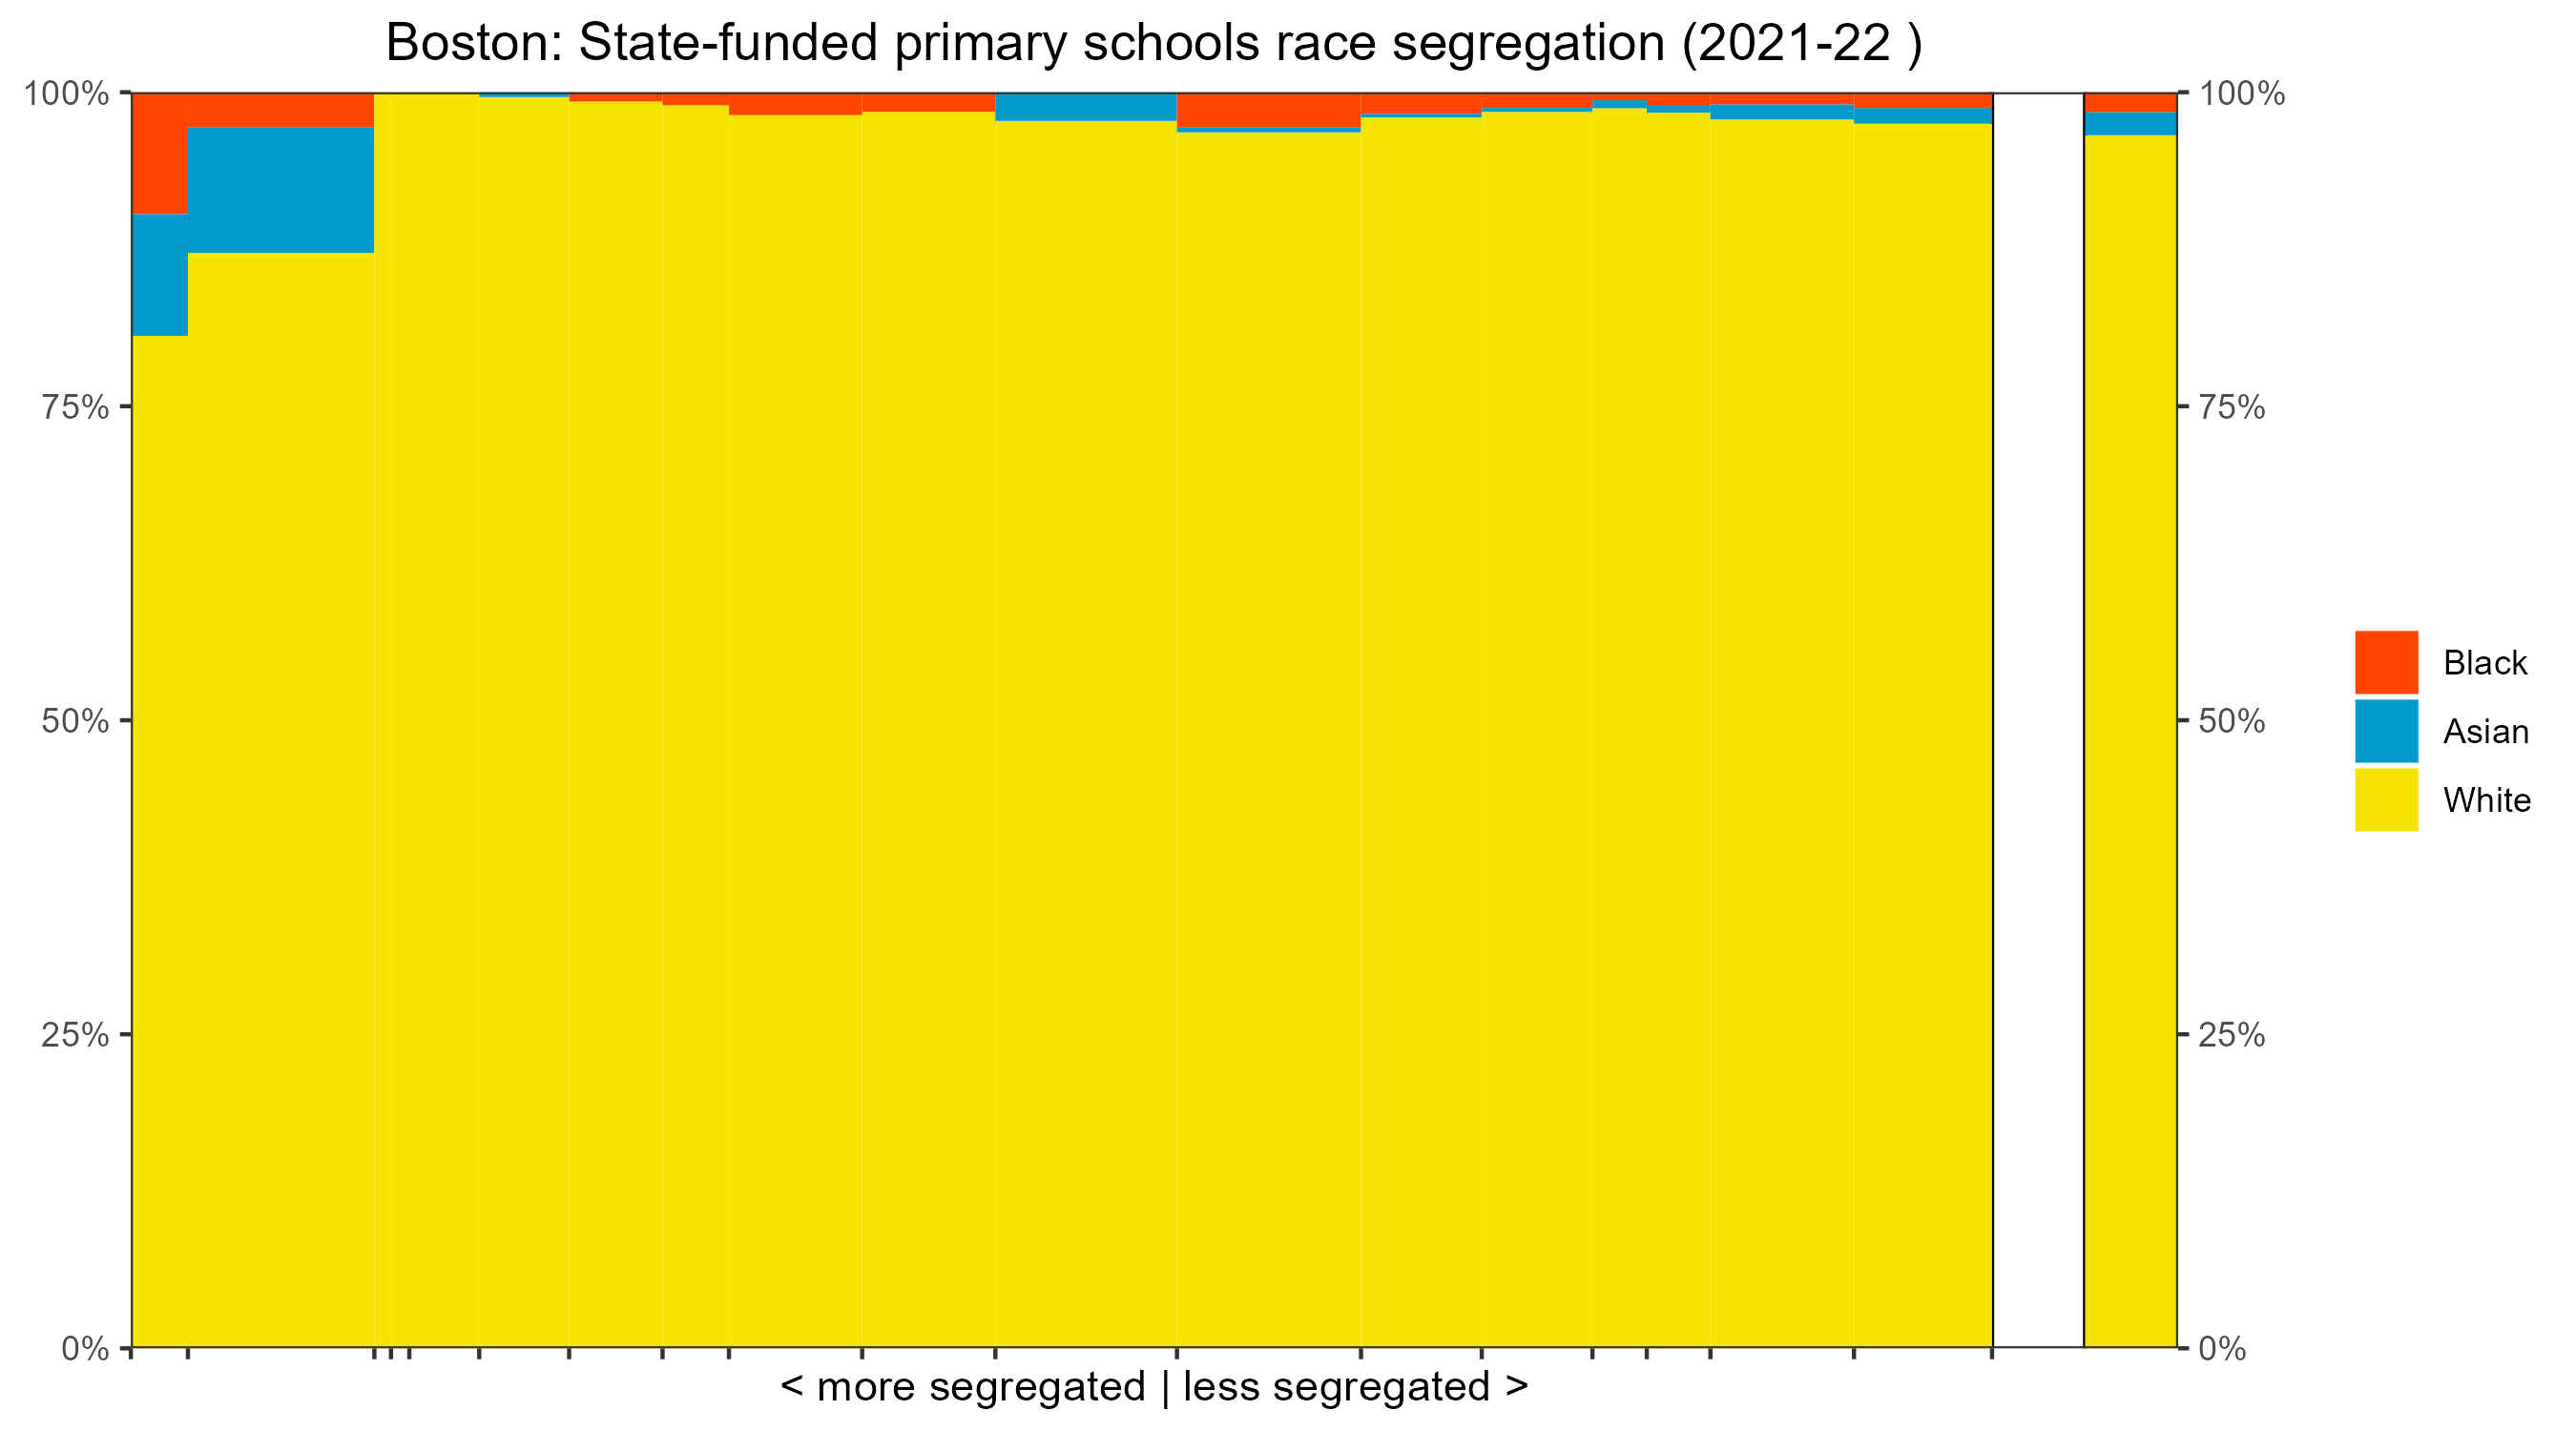 Boston: State-funded primary schools race segregation (2021-22 )
100%
75%
50%
25%
0%
100%
75%
50%
25%
0%
Black
Asian
White
< more segregated | less segregated >